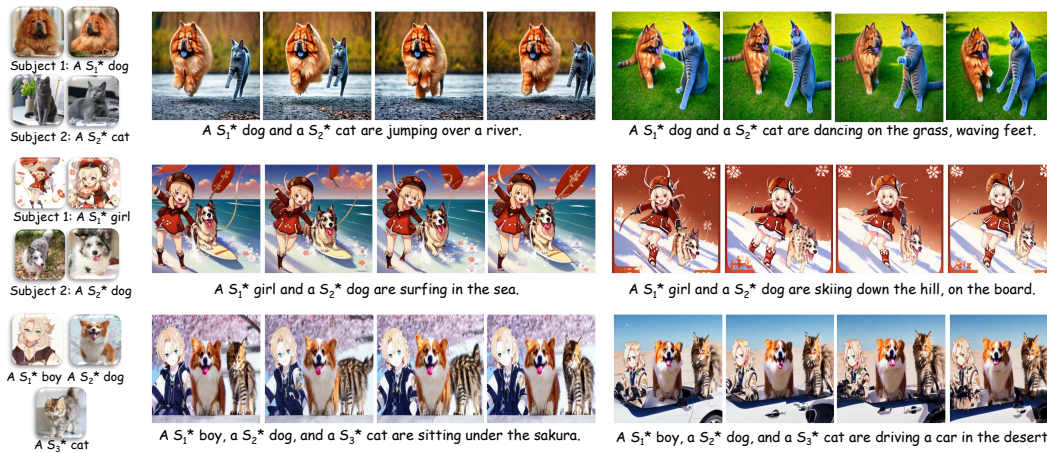 Subject 1: A S₁* dog
Subject 2: A S₂* cat
A S₁* dog and a S₂* cat are jumping over a river.
A S₁* dog and a S₂* cat are dancing on the grass, waving feet.
Subject 1: A S₁* girl
Subject 2: A S₂* dog
A S₁* girl and a S₂* dog are surfing in the sea.
A S₁* girl and a S₂* dog are skiing down the hill, on the board.
A S₁* boy A S₂* dog
A S₃* cat
A S₁* boy, a S₂* dog, and a S₃* cat are sitting under the sakura.
A S₁* boy, a S₂* dog, and a S₃* cat are driving a car in the desert